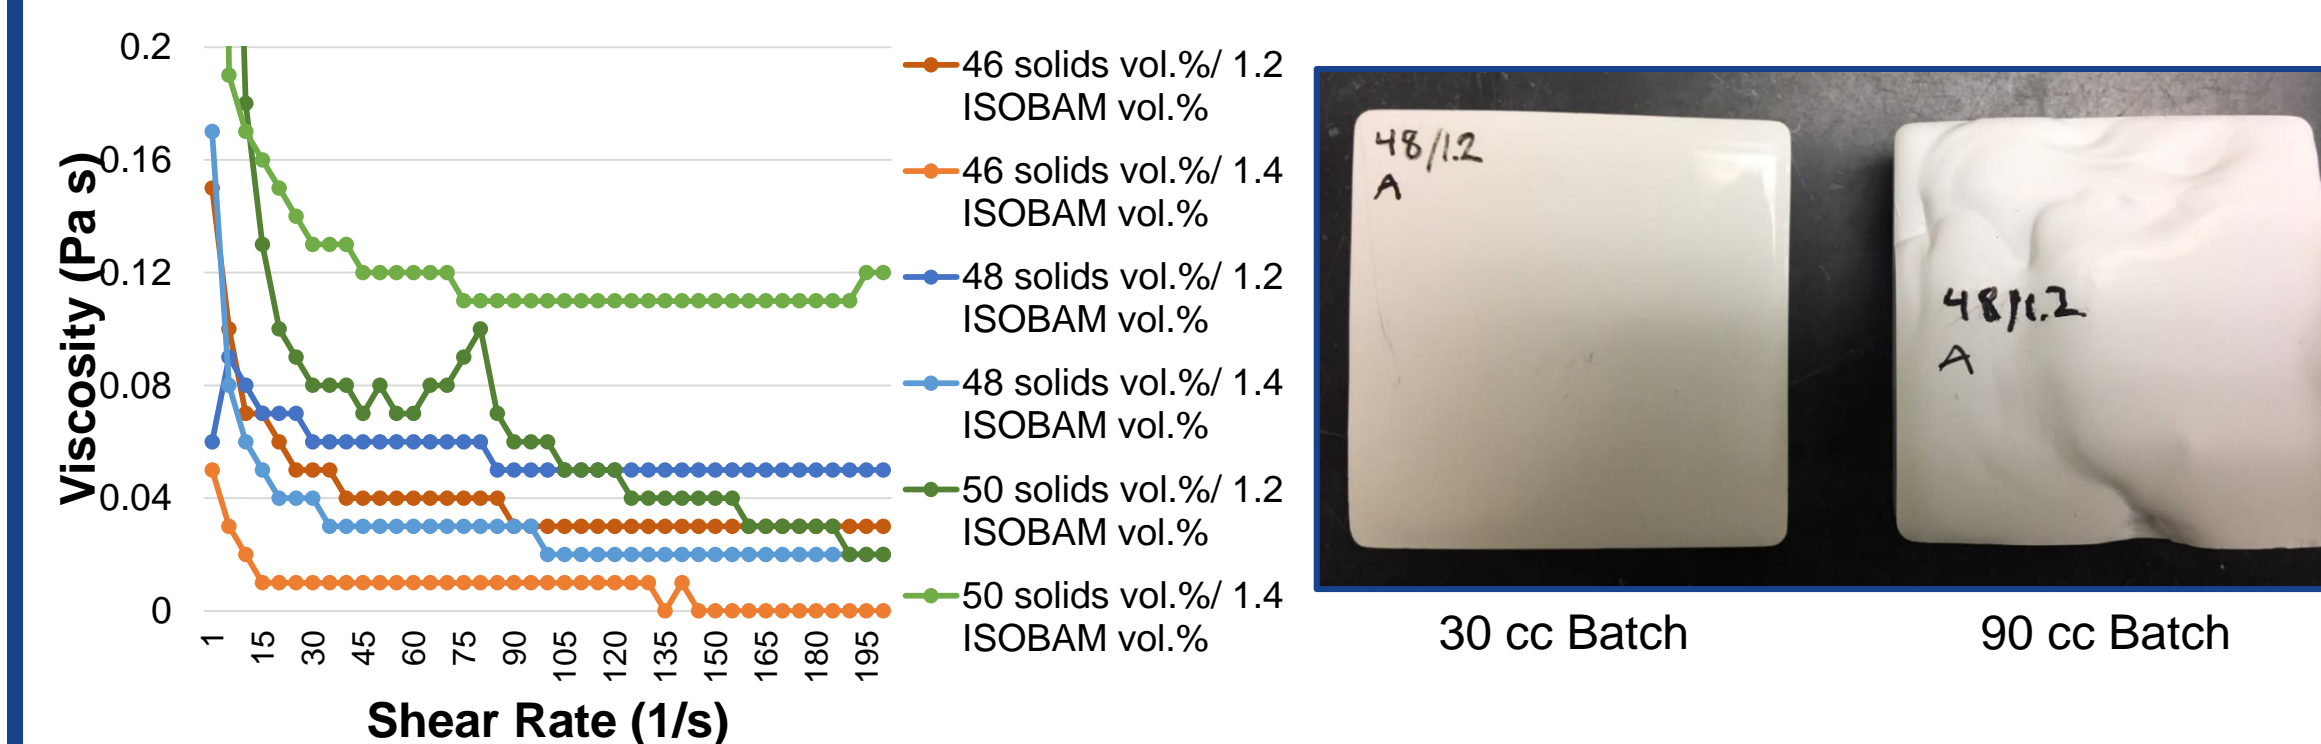 0.2
0.16
0.12
0.08
0.04
0
Viscosity (Pa s)
1 15 30 45 60 75 90 105 120 135 150 165 180 195
Shear Rate (1/s)
46 solids vol.%/ 1.2
ISOBAM vol.%
46 solids vol.%/ 1.4
ISOBAM vol.%
48 solids vol.%/ 1.2
ISOBAM vol.%
48 solids vol.%/ 1.4
ISOBAM vol.%
50 solids vol.%/ 1.2
ISOBAM vol.%
50 solids vol.%/ 1.4
ISOBAM vol.%
48/1.2
A
48/1.2
A
30 cc Batch
90 cc Batch